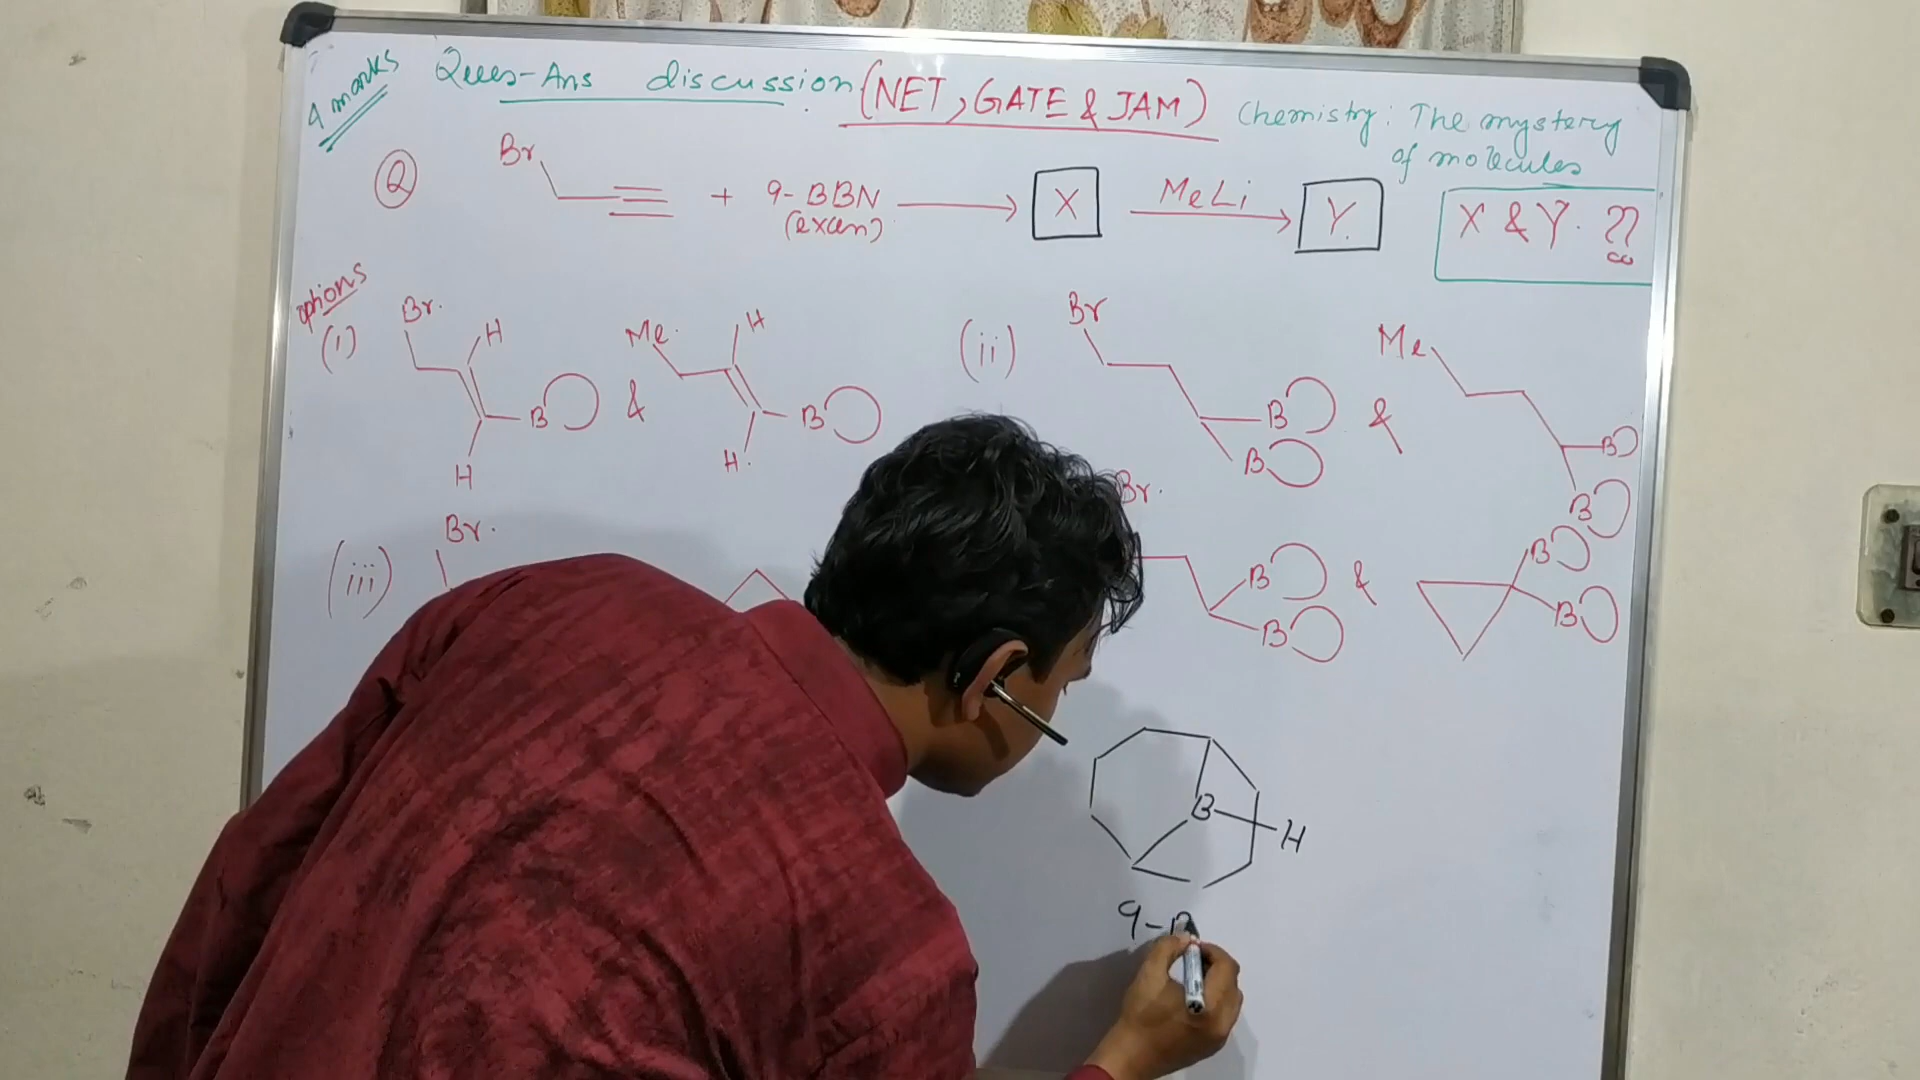 4 marks
Ques-Ans discussion (NET, GATE & JAM) Chemistry: The mystery
of molecules
Q Br + 9-BBN X MeLi Y. X & Y. ??
(excen)
options
(i) Br. H B H & Me. H B H.
(ii) Br B B & Me B B
(iii) Br.
Br. B B & B B
B H
9-